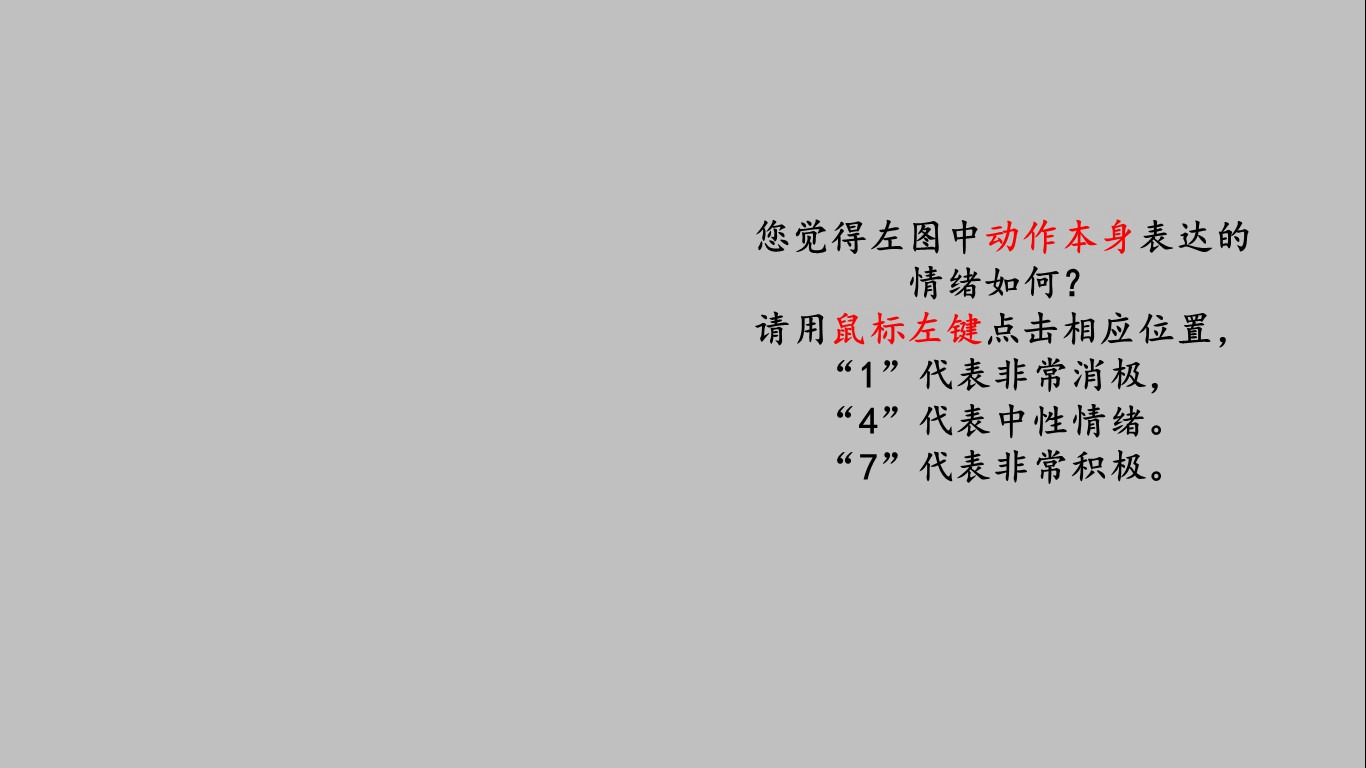 您觉得左图中动作本身表达的
情绪如何？
请用鼠标左键点击相应位置，
“1”代表非常消极，
“4”代表中性情绪。
“7”代表非常积极。